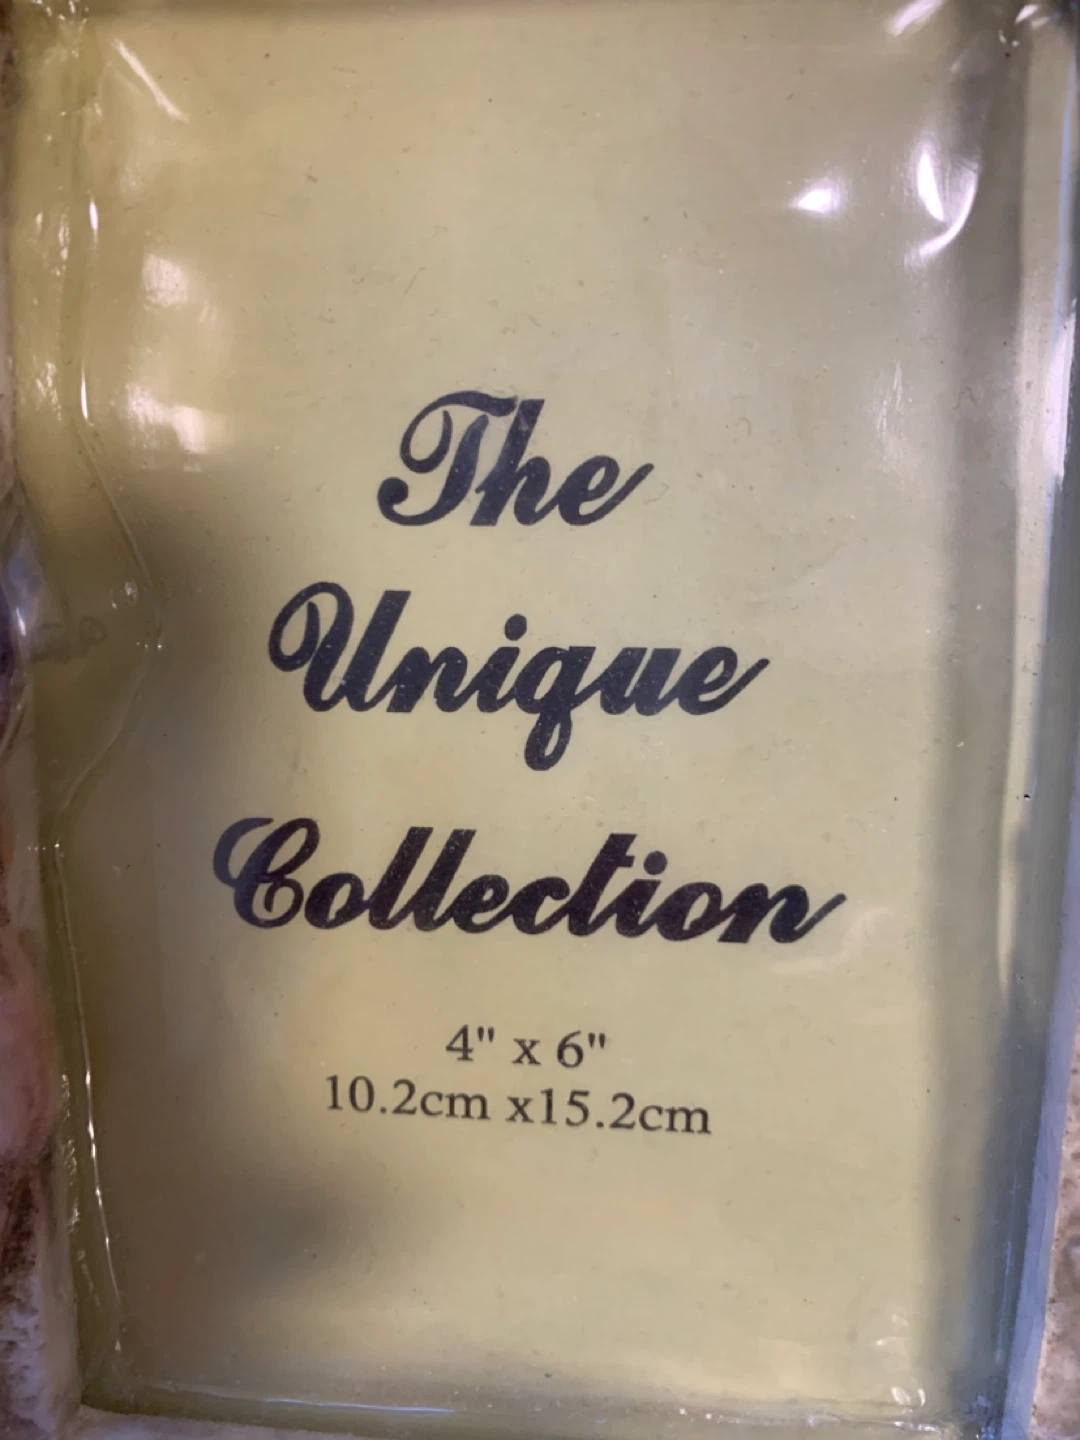 The
Unique
Collection
4" x 6"
10.2cm x15.2cm